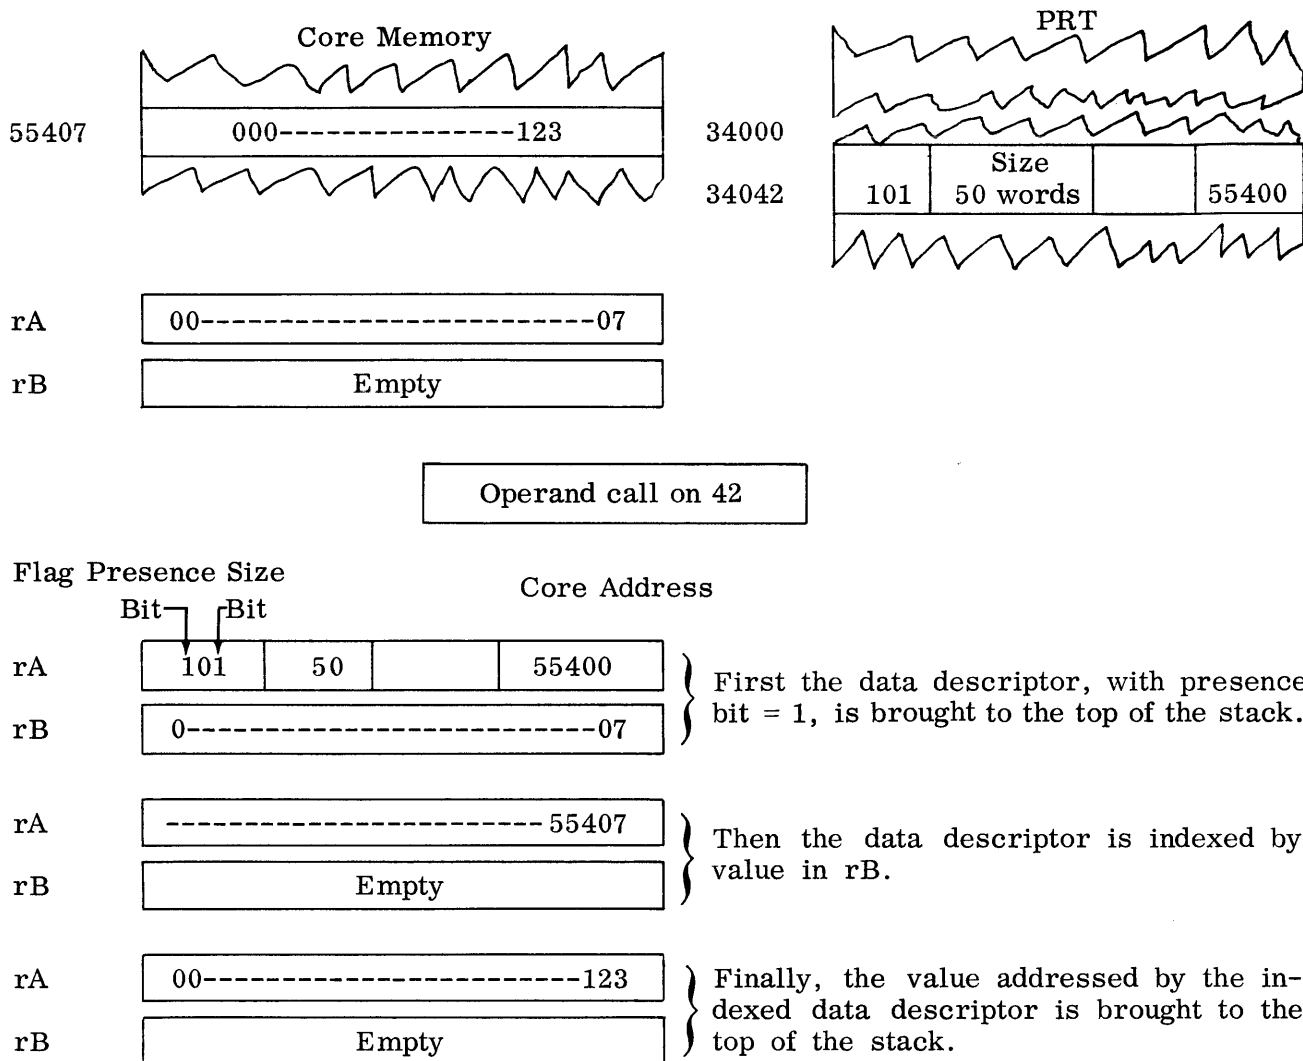 Core Memory
PRT
55407
000--------------123
34000
34042
101
Size
50 words
55400
rA
00------------------------07
rB
Empty
Operand call on 42
Flag Presence Size
Bit
Bit
Core Address
rA
101
50
55400
rB
0-------------------------07
First the data descriptor, with presence
bit = 1, is brought to the top of the stack.
rA
-----------------------55407
rB
Empty
Then the data descriptor is indexed by
value in rB.
rA
00-----------------------123
rB
Empty
Finally, the value addressed by the in-
dexed data descriptor is brought to the
top of the stack.